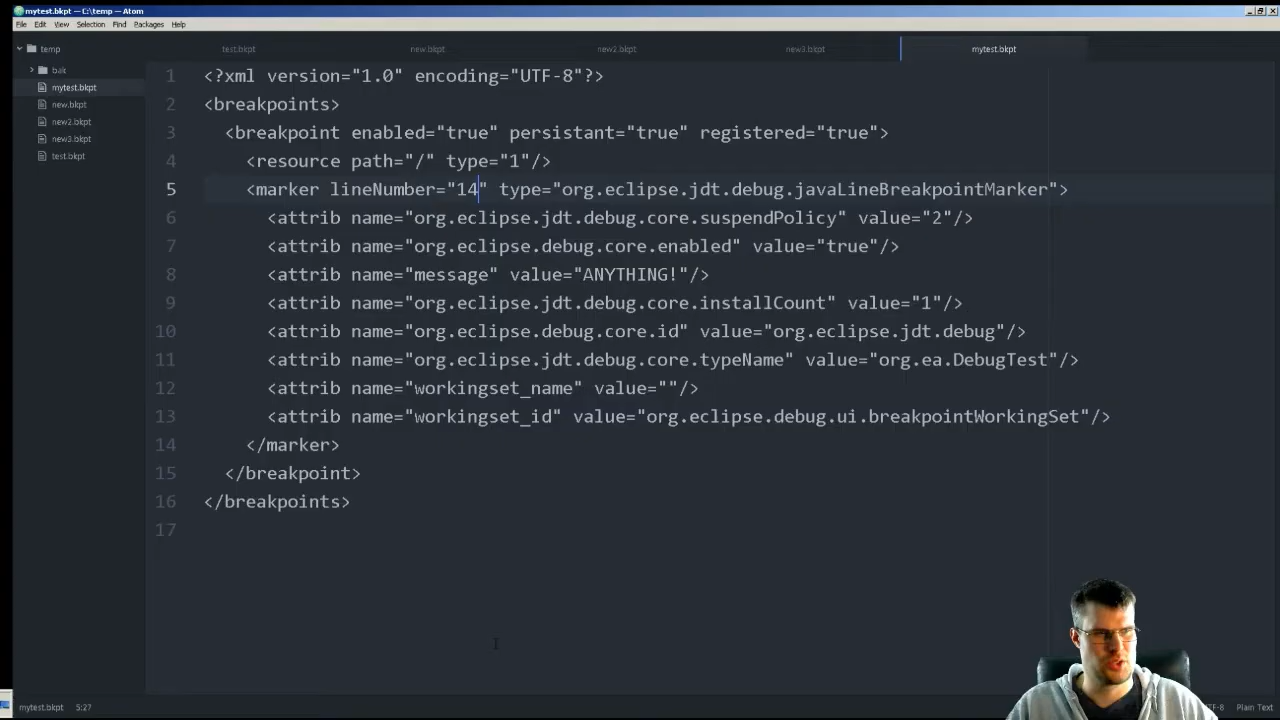 mytest.bkpt — C:\temp — Atom
File Edit View Selection Find Packages Help
temp
bak
mytest.bkpt
new.bkpt
new2.bkpt
new3.bkpt
test.bkpt
test.bkpt new.bkpt new2.bkpt new3.bkpt mytest.bkpt
1 <?xml version="1.0" encoding="UTF-8"?>
2 <breakpoints>
3 <breakpoint enabled="true" persistant="true" registered="true">
4 <resource path="/" type="1"/>
5 <marker lineNumber="14" type="org.eclipse.jdt.debug.javaLineBreakpointMarker">
6 <attrib name="org.eclipse.jdt.debug.core.suspendPolicy" value="2"/>
7 <attrib name="org.eclipse.debug.core.enabled" value="true"/>
8 <attrib name="message" value="ANYTHING!"/>
9 <attrib name="org.eclipse.jdt.debug.core.installCount" value="1"/>
10 <attrib name="org.eclipse.debug.core.id" value="org.eclipse.jdt.debug"/>
11 <attrib name="org.eclipse.jdt.debug.core.typeName" value="org.ea.DebugTest"/>
12 <attrib name="workingset_name" value=""/>
13 <attrib name="workingset_id" value="org.eclipse.debug.ui.breakpointWorkingSet"/>
14 </marker>
15 </breakpoint>
16 </breakpoints>
17
mytest.bkpt 5:27 UTF-8 Plain Text